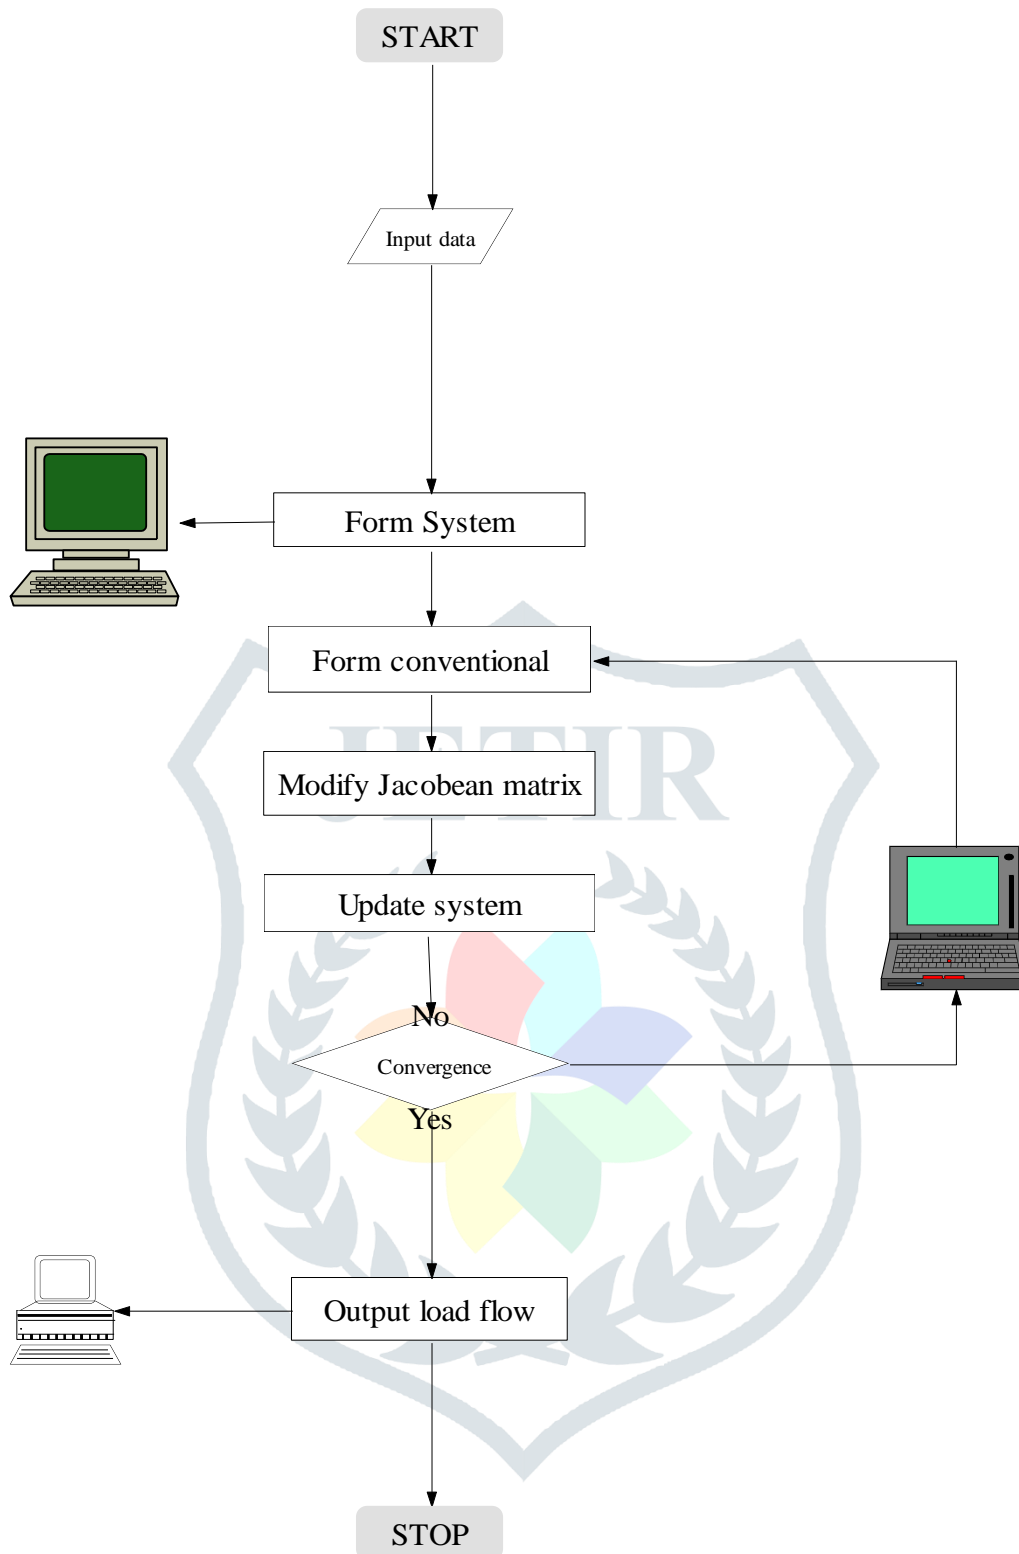 START
Input data
Form System
Form conventional
JETIR
Modify Jacobean matrix
Update system
No
Convergence
Yes
Output load flow
STOP